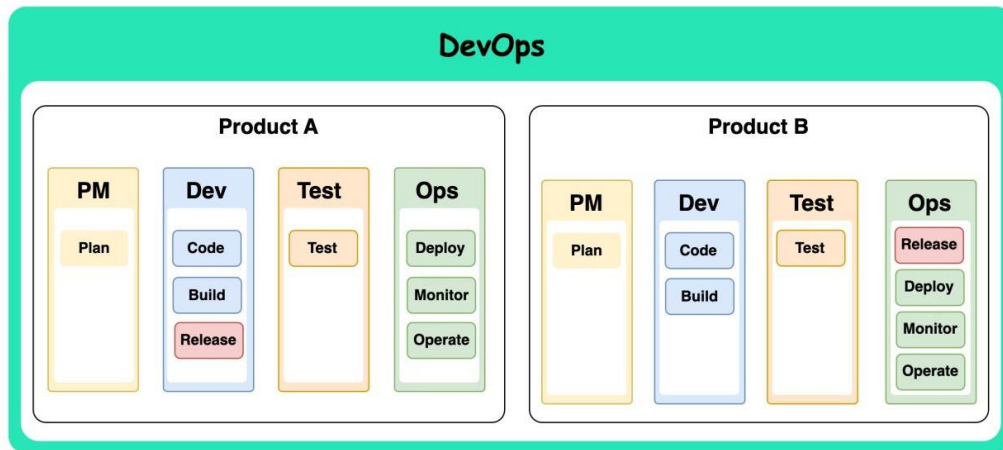 DevOps
Product A
PM
Plan
Dev
Code
Build
Release
Test
Test
Ops
Deploy
Monitor
Operate
Product B
PM
Plan
Dev
Code
Build
Test
Test
Ops
Release
Deploy
Monitor
Operate